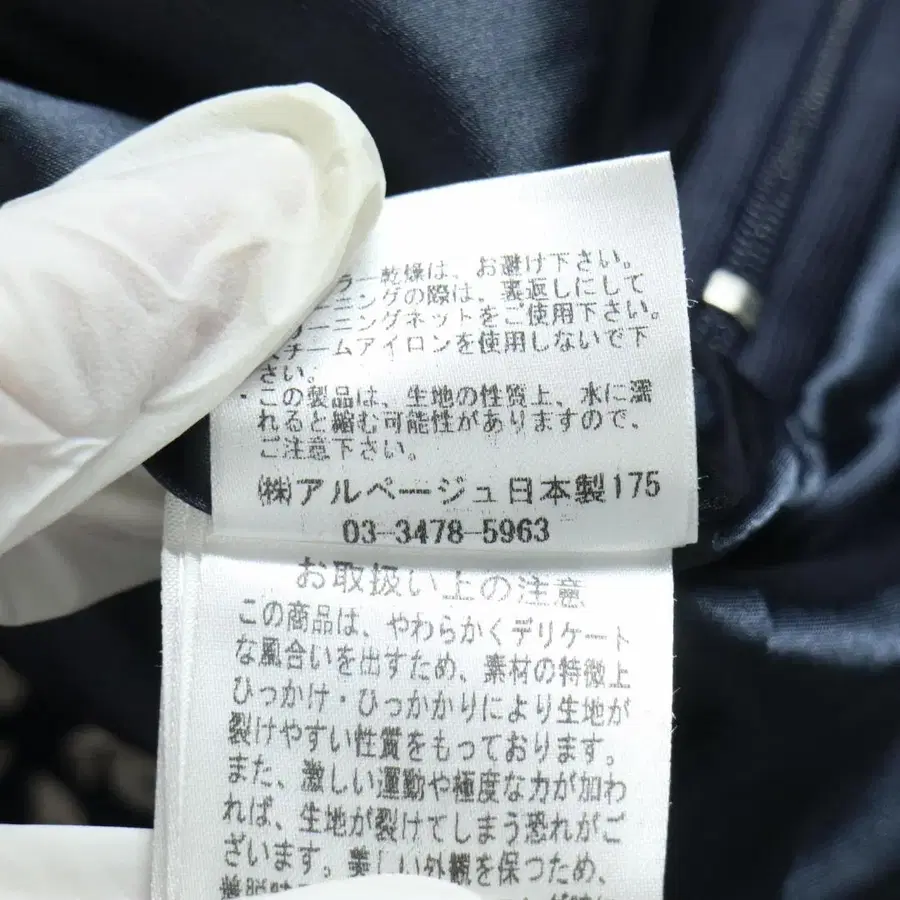 ラー乾燥は、お避け下さい。
ーニングの際は、裏返しにして
リーニングネットをご使用下さい。
スチームアイロンを使用しないで下
さい。
・この製品は、生地の性質上、水に濡
れると縮む可能性がありますので、
ご注意下さい。
㈱アルページュ日本製175
03-3478-5963
お取扱い上の注意
この商品は、やわらかくデリケート
な風合いを出すため、素材の特徴上
ひっかけ・ひっかかりにより生地が
裂けやすい性質をもっております。
また、激しい運動や極度な力が加わ
れば、生地が裂けてしまう恐れがご
ざいます。美しい外観を保つため、